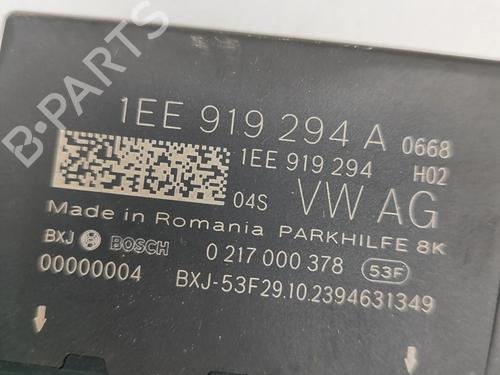 B-PARTS
1EE 919 294 A 0668
1EE 919 294 H02
04S VW AG
Made in Romania PARKHILFE 8K
BXJ BOSCH 0 217 000 378 53F
00000004 BXJ-53F29.10.2394631349